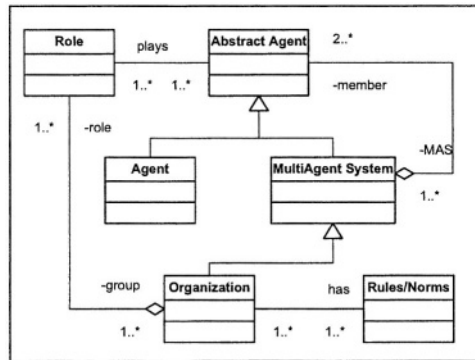 Role
plays
Abstract Agent
2..*
1..*
1..*
-member
1..*
-role
-MAS
Agent
MultiAgent System
1..*
-group
Organization
has
Rules/Norms
1..*
1..*
1..*